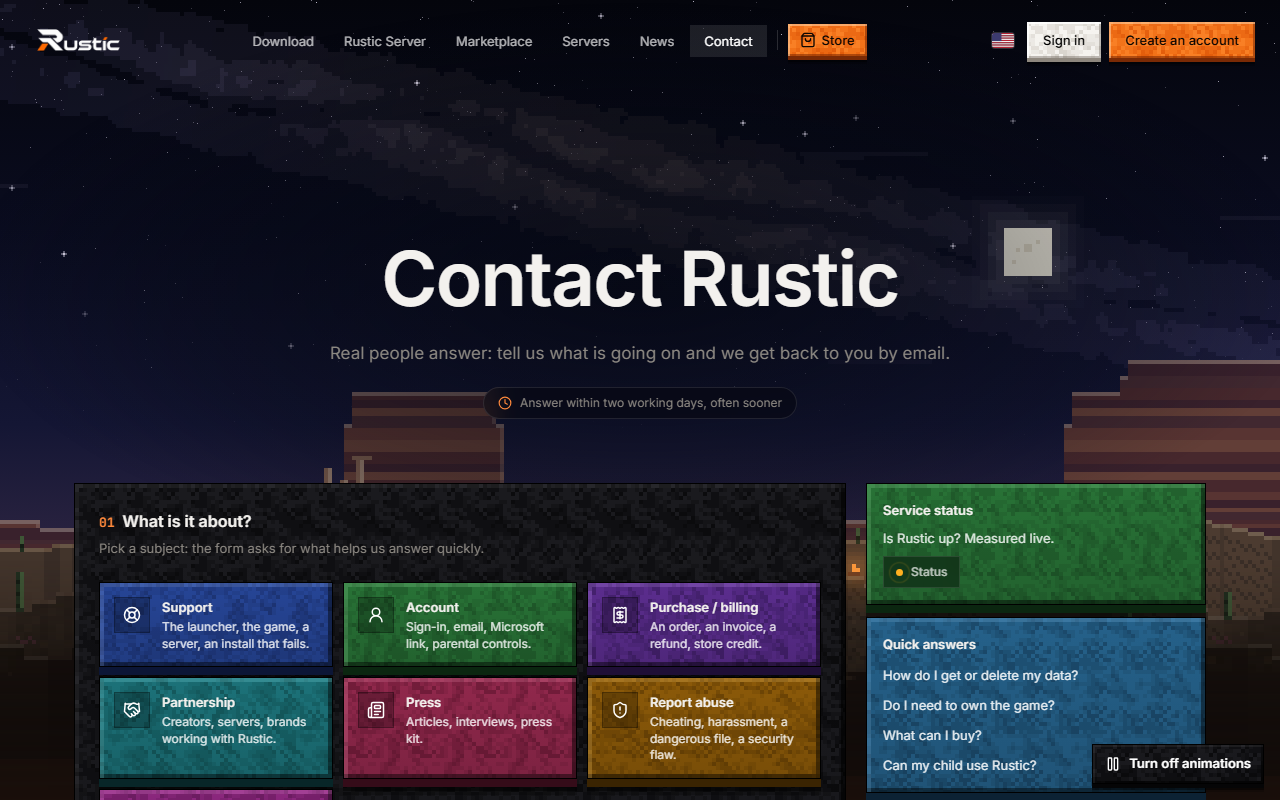 Rustic
Download
Rustic Server
Marketplace
Servers
News
Contact
Store
Sign in
Create an account
Contact Rustic
Real people answer: tell us what is going on and we get back to you by email.
Answer within two working days, often sooner
01 What is it about?
Pick a subject: the form asks for what helps us answer quickly.
Support
The launcher, the game, a
server, an install that fails.
Account
Sign-in, email, Microsoft
link, parental controls.
Purchase / billing
An order, an invoice, a
refund, store credit.
Partnership
Creators, servers, brands
working with Rustic.
Press
Articles, interviews, press
kit.
Report abuse
Cheating, harassment, a
dangerous file, a security
flaw.
Service status
Is Rustic up? Measured live.
Status
Quick answers
How do I get or delete my data?
Do I need to own the game?
What can I buy?
Can my child use Rustic?
Turn off animations